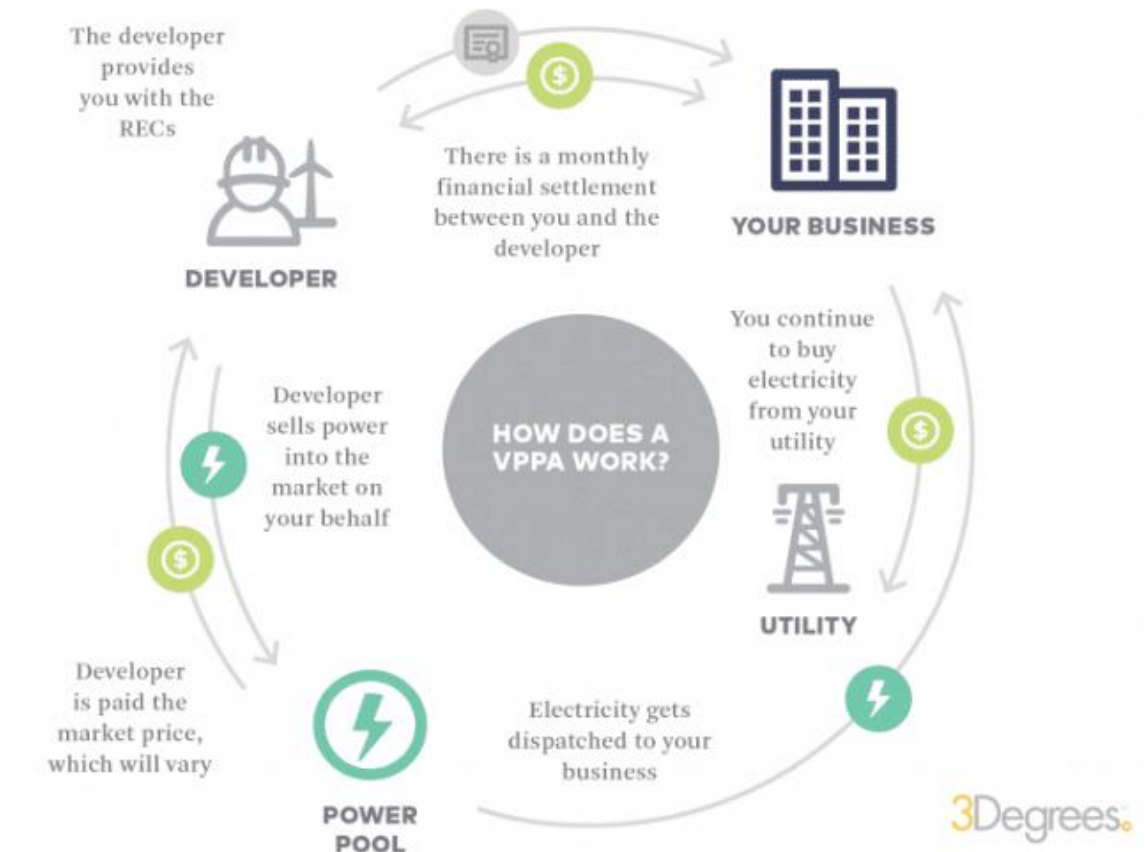 The developer
provides
you with the
RECs
DEVELOPER
There is a monthly
financial settlement
between you and the
developer
YOUR BUSINESS
HOW DOES A
VPPA WORK?
You continue
to buy
electricity
from your
utility
UTILITY
Developer
sells power
into the
market on
your behalf
Developer
is paid the
market price,
which will vary
POWER
POOL
Electricity gets
dispatched to your
business
3Degrees